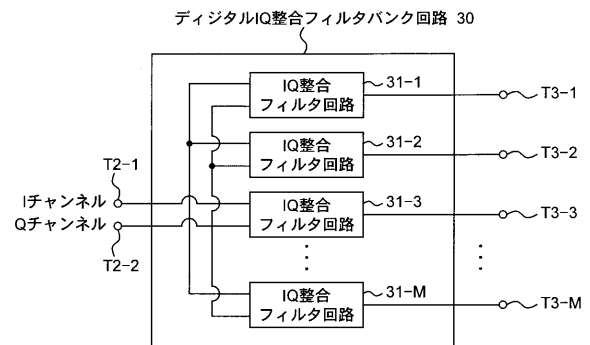 ディジタルIQ整合フィルタバンク回路 30
IQ整合
フィルタ回路
31-1
T3-1
IQ整合
フィルタ回路
31-2
T3-2
T2-1
Iチャンネル
Qチャンネル
T2-2
IQ整合
フィルタ回路
31-3
T3-3
IQ整合
フィルタ回路
31-M
T3-M